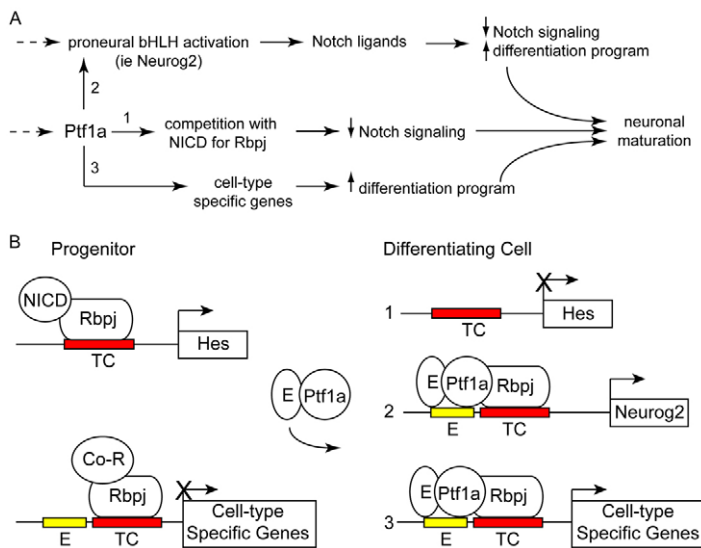 A
proneural bHLH activation
(ie Neurog2)
Notch ligands
Notch signaling
differentiation program
2
Ptf1a
1
competition with
NICD for Rbpj
Notch signaling
neuronal
maturation
3
cell-type
specific genes
differentiation program
B
Progenitor
Differentiating Cell
NICD
Rbpj
TC
Hes
1
TC
X
Hes
E
Ptf1a
2
E
Ptf1a
Rbpj
E
TC
Neurog2
Co-R
Rbpj
E
TC
X
Cell-type
Specific Genes
3
E
Ptf1a
Rbpj
E
TC
Cell-type
Specific Genes